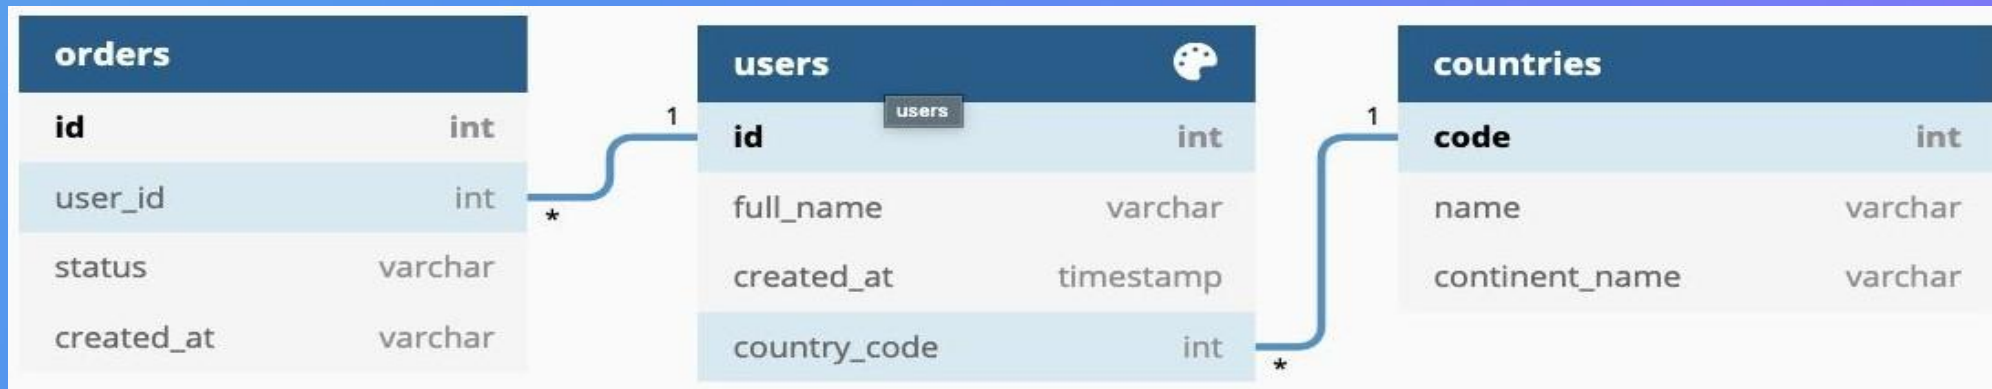 orders
id int
user_id int
status varchar
created_at varchar
*
1
users
users
id int
full_name varchar
created_at timestamp
country_code int
*
1
countries
code int
name varchar
continent_name varchar